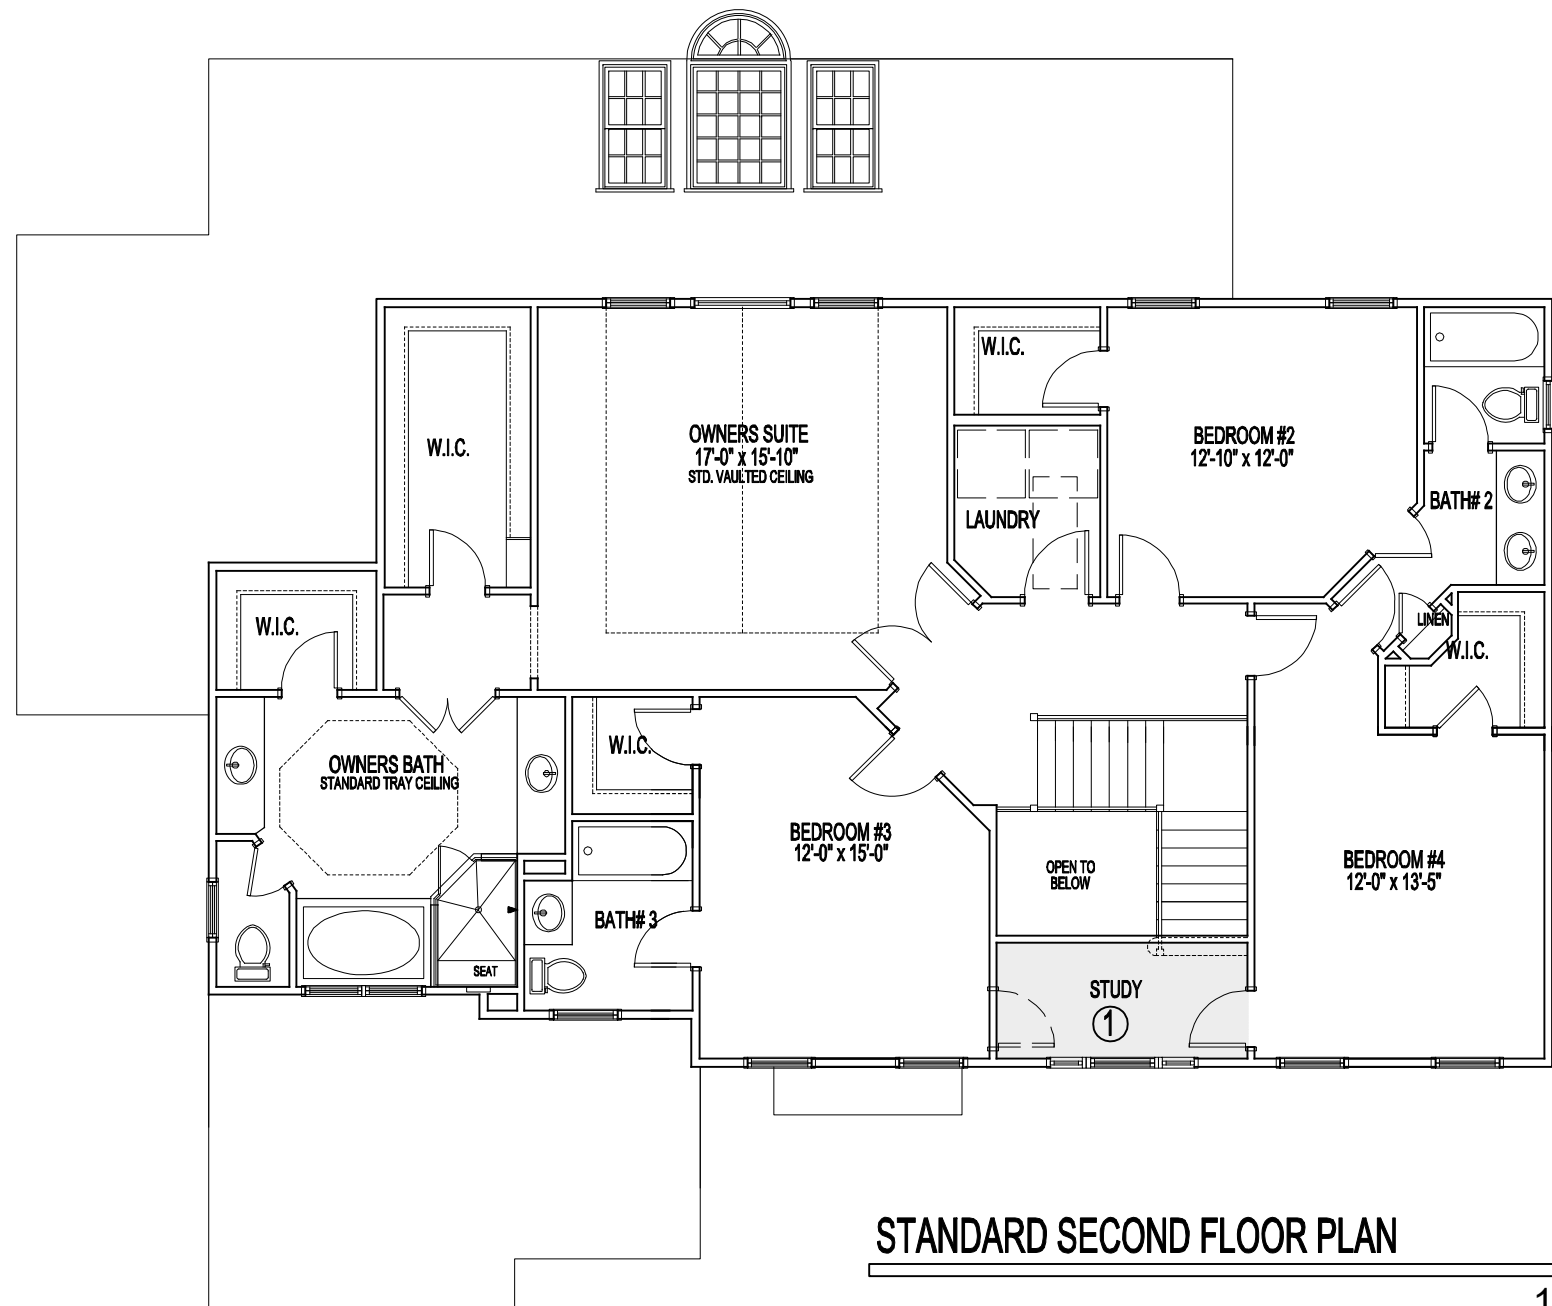 W.I.C.
OWNERS SUITE
17'-0" x 15'-10"
STD. VAULTED CEILING
W.I.C.
BEDROOM #2
12'-10" x 12'-0"
LAUNDRY
BATH# 2
LINEN
W.I.C.
W.I.C.
OWNERS BATH
STANDARD TRAY CEILING
W.I.C.
BEDROOM #3
12'-0" x 15'-0"
OPEN TO
BELOW
BEDROOM #4
12'-0" x 13'-5"
BATH# 3
SEAT
STUDY
1
STANDARD SECOND FLOOR PLAN
1